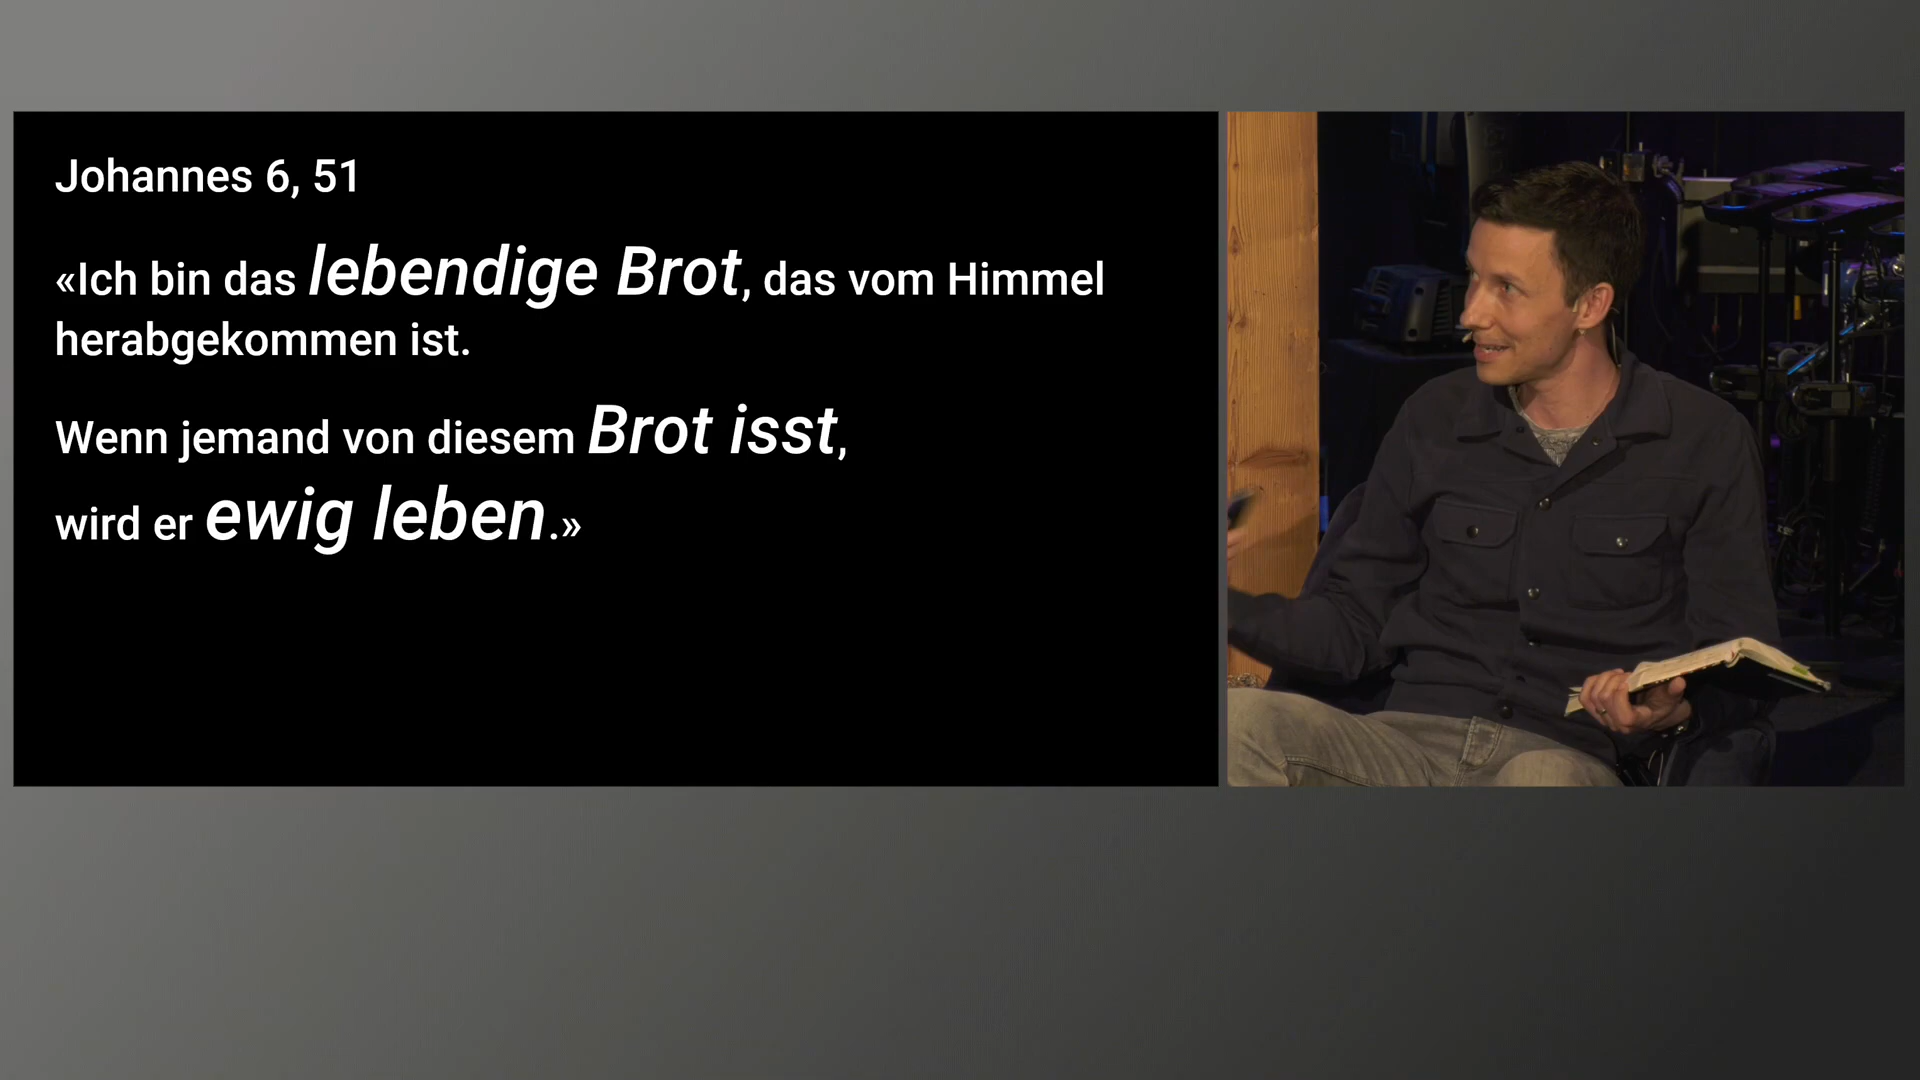 Johannes 6, 51
«Ich bin das lebendige Brot, das vom Himmel
herabgekommen ist.
Wenn jemand von diesem Brot isst,
wird er ewig leben.»